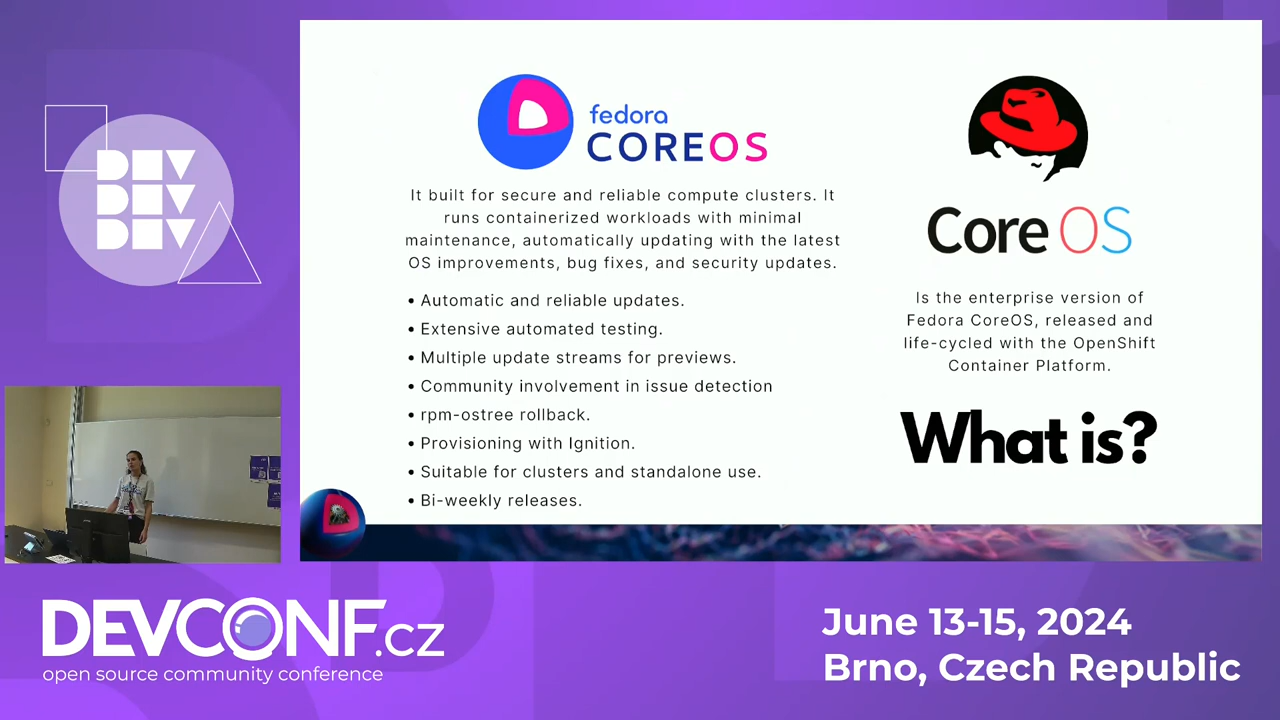 DEV
DEV
DEV
fedora
COREOS
It built for secure and reliable compute clusters. It
runs containerized workloads with minimal
maintenance, automatically updating with the latest
OS improvements, bug fixes, and security updates.
• Automatic and reliable updates.
• Extensive automated testing.
• Multiple update streams for previews.
• Community involvement in issue detection
• rpm-ostree rollback.
• Provisioning with Ignition.
• Suitable for clusters and standalone use.
• Bi-weekly releases.
Core OS
Is the enterprise version of
Fedora CoreOS, released and
life-cycled with the OpenShift
Container Platform.
What is?
DEVCONF.cz
open source community conference
June 13-15, 2024
Brno, Czech Republic